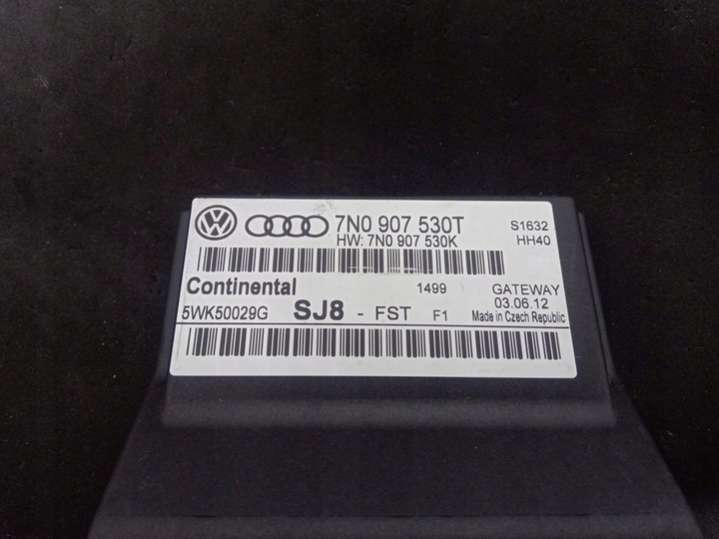 7N0 907 530T S1632
HW: 7N0 907 530K HH40
Continental 1499 GATEWAY
03.06.12
5WK50029G SJ8 - FST F1 Made in Czech Republic